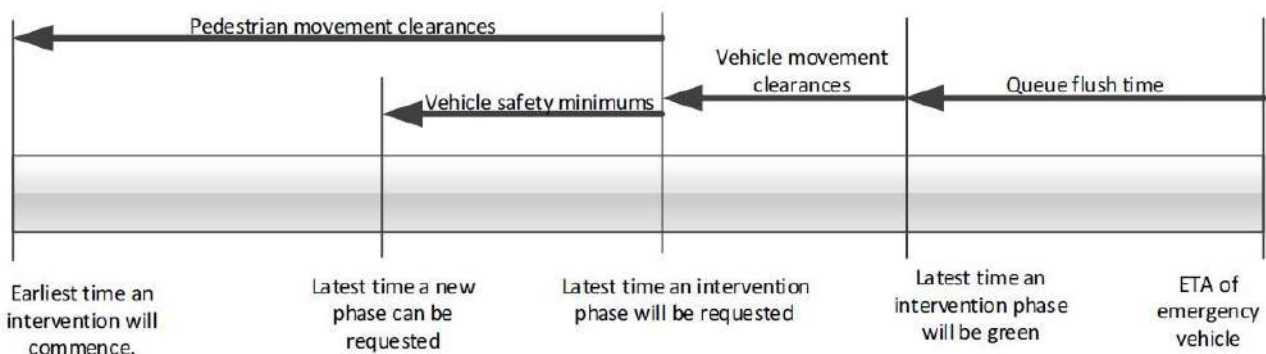 Pedestrian movement clearances
Vehicle movement
clearances
Queue flush time
Vehicle safety minimums
Earliest time an
intervention will
commence.
Latest time a new
phase can be
requested
Latest time an intervention
phase will be requested
Latest time an
intervention phase
will be green
ETA of
emergency
vehicle